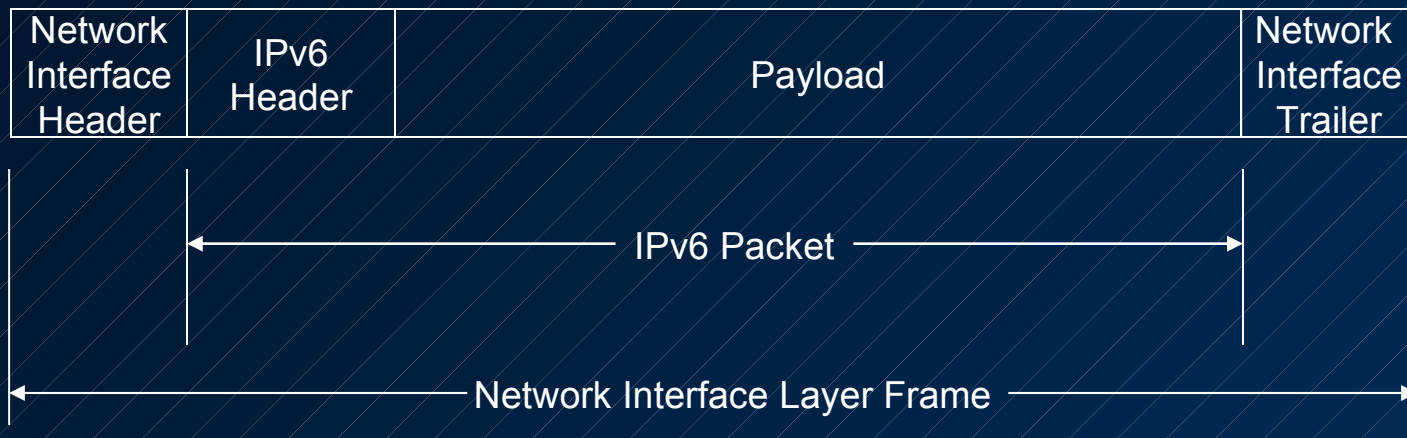 Network
Interface
Header
IPv6
Header
Payload
Network
Interface
Trailer
IPv6 Packet
Network Interface Layer Frame